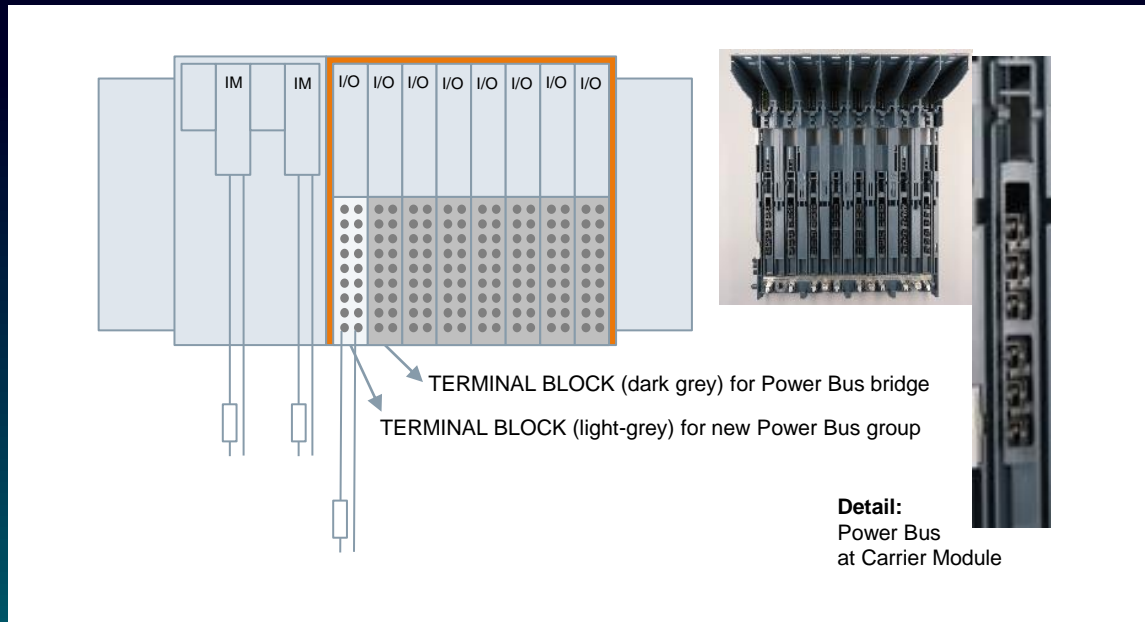 IM
IM
I/O I/O I/O I/O I/O I/O I/O I/O
TERMINAL BLOCK (dark grey) for Power Bus bridge
TERMINAL BLOCK (light-grey) for new Power Bus group
Detail:
Power Bus
at Carrier Module